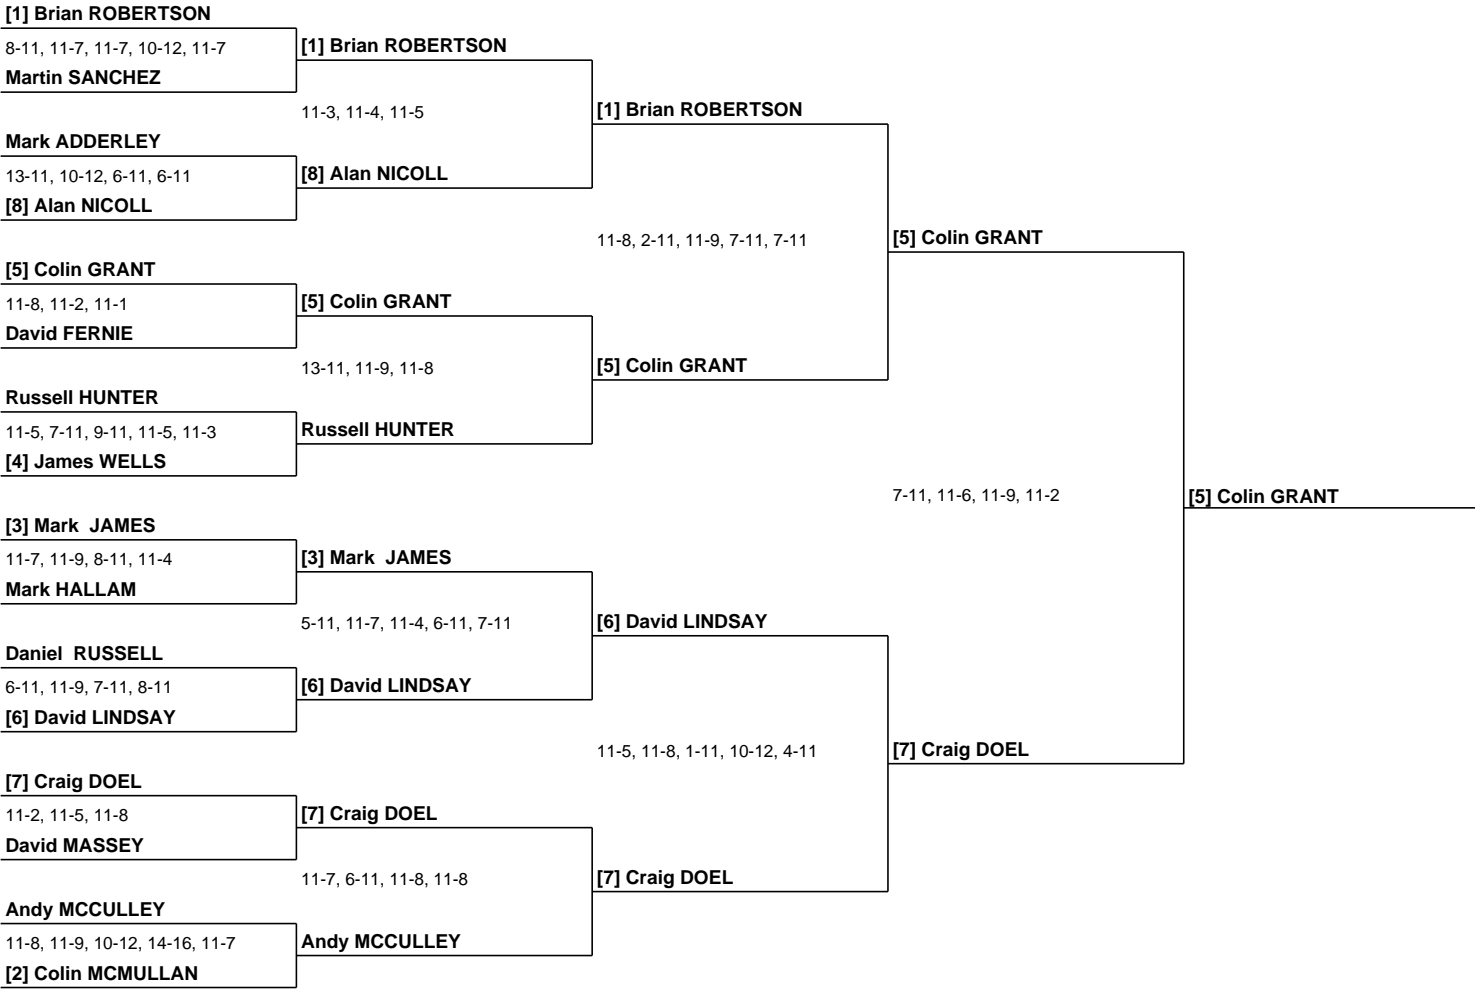 [1] Brian ROBERTSON
8-11, 11-7, 11-7, 10-12, 11-7
Martin SANCHEZ
Mark ADDERLEY
13-11, 10-12, 6-11, 6-11
[8] Alan NICOLL
[5] Colin GRANT
11-8, 11-2, 11-1
David FERNIE
Russell HUNTER
11-5, 7-11, 9-11, 11-5, 11-3
[4] James WELLS
[3] Mark  JAMES
11-7, 11-9, 8-11, 11-4
Mark HALLAM
Daniel  RUSSELL
6-11, 11-9, 7-11, 8-11
[6] David LINDSAY
[7] Craig DOEL
11-2, 11-5, 11-8
David MASSEY
Andy MCCULLEY
11-8, 11-9, 10-12, 14-16, 11-7
[2] Colin MCMULLAN
[1] Brian ROBERTSON
11-3, 11-4, 11-5
[8] Alan NICOLL
[5] Colin GRANT
13-11, 11-9, 11-8
Russell HUNTER
[3] Mark  JAMES
5-11, 11-7, 11-4, 6-11, 7-11
[6] David LINDSAY
[7] Craig DOEL
11-7, 6-11, 11-8, 11-8
Andy MCCULLEY
[1] Brian ROBERTSON
11-8, 2-11, 11-9, 7-11, 7-11
[5] Colin GRANT
[6] David LINDSAY
11-5, 11-8, 1-11, 10-12, 4-11
[7] Craig DOEL
[5] Colin GRANT
7-11, 11-6, 11-9, 11-2
[7] Craig DOEL
[5] Colin GRANT